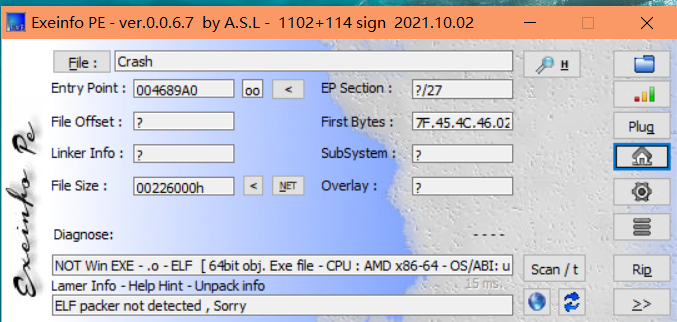 Exeinfo PE - ver.0.0.6.7  by A.S.L -  1102+114 sign  2021.10.02
File : Crash H
Entry Point : 004689A0 oo < EP Section : ?/27
File Offset : ? First Bytes : 7F.45.4C.46.02 Plug
Linker Info : ? SubSystem : ?
File Size : 00226000h < NET Overlay : ?
Exeinfo Pe
Diagnose: ----
NOT Win EXE - .o - ELF  [ 64bit obj. Exe file - CPU : AMD x86-64 - OS/ABI: u Scan / t Rip
Lamer Info - Help Hint - Unpack info 15 ms.
ELF packer not detected , Sorry >>